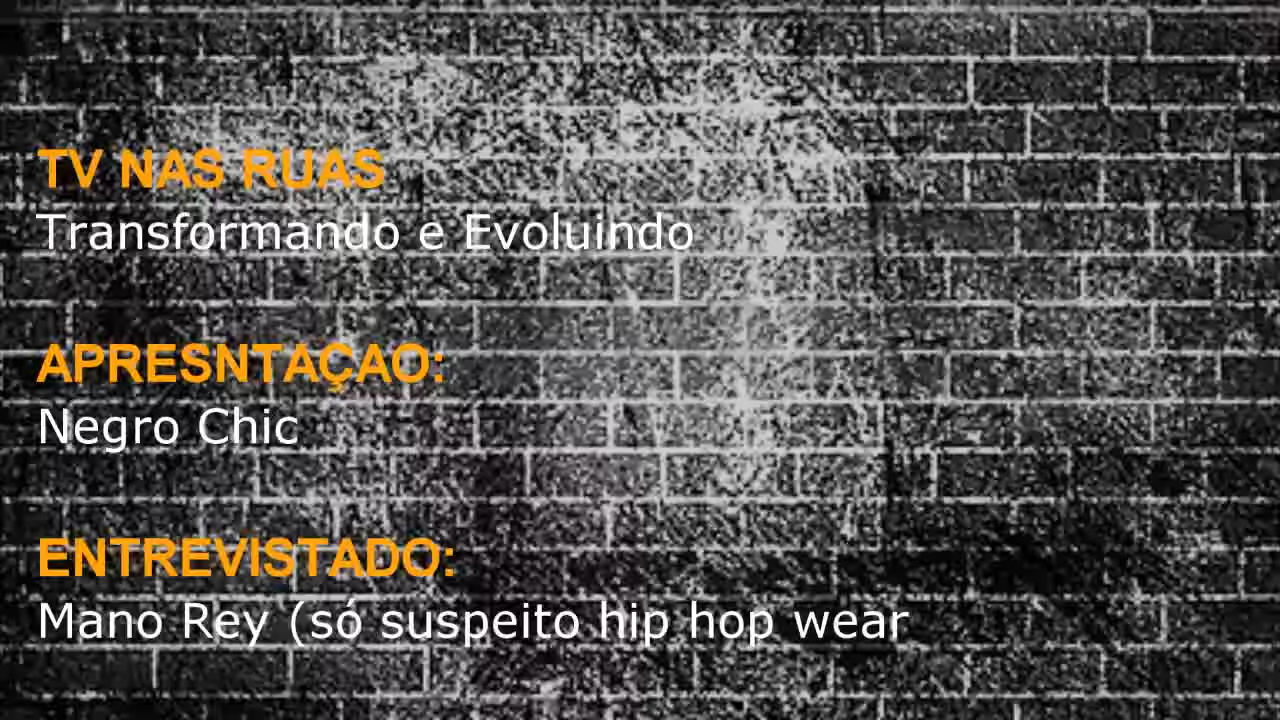 TV NAS RUAS
Transformando e Evoluindo
APRESNTAÇAO:
Negro Chic
ENTREVISTADO:
Mano Rey (só suspeito hip hop wear